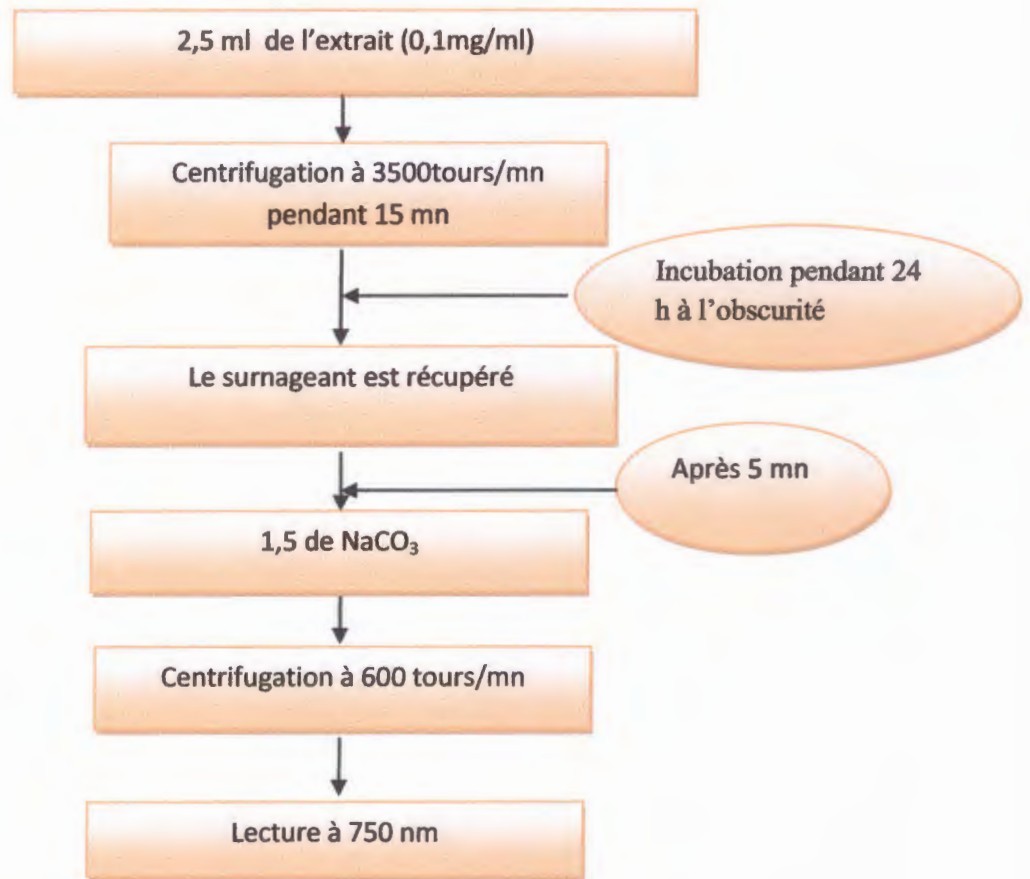 2,5 ml de l'extrait (0,1mg/ml)
Centrifugation à 3500tours/mn
pendant 15 mn
Incubation pendant 24
h à l'obscurité
Le surnageant est récupéré
Après 5 mn
1,5 de NaCO₃
Centrifugation à 600 tours/mn
Lecture à 750 nm